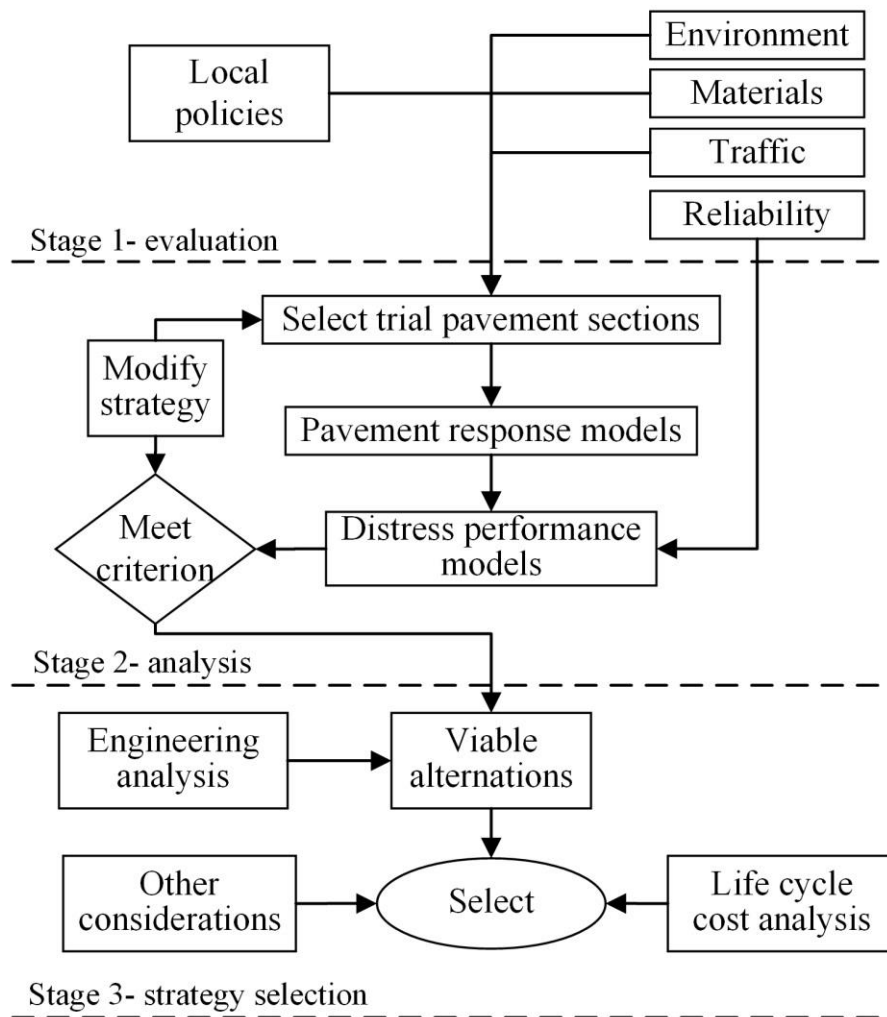 Environment
Local
policies
Materials
Traffic
Reliability
Stage 1- evaluation
Select trial pavement sections
Modify
strategy
Pavement response models
Meet
criterion
Distress performance
models
Stage 2- analysis
Engineering
analysis
Viable
alternations
Other
considerations
Select
Life cycle
cost analysis
Stage 3- strategy selection